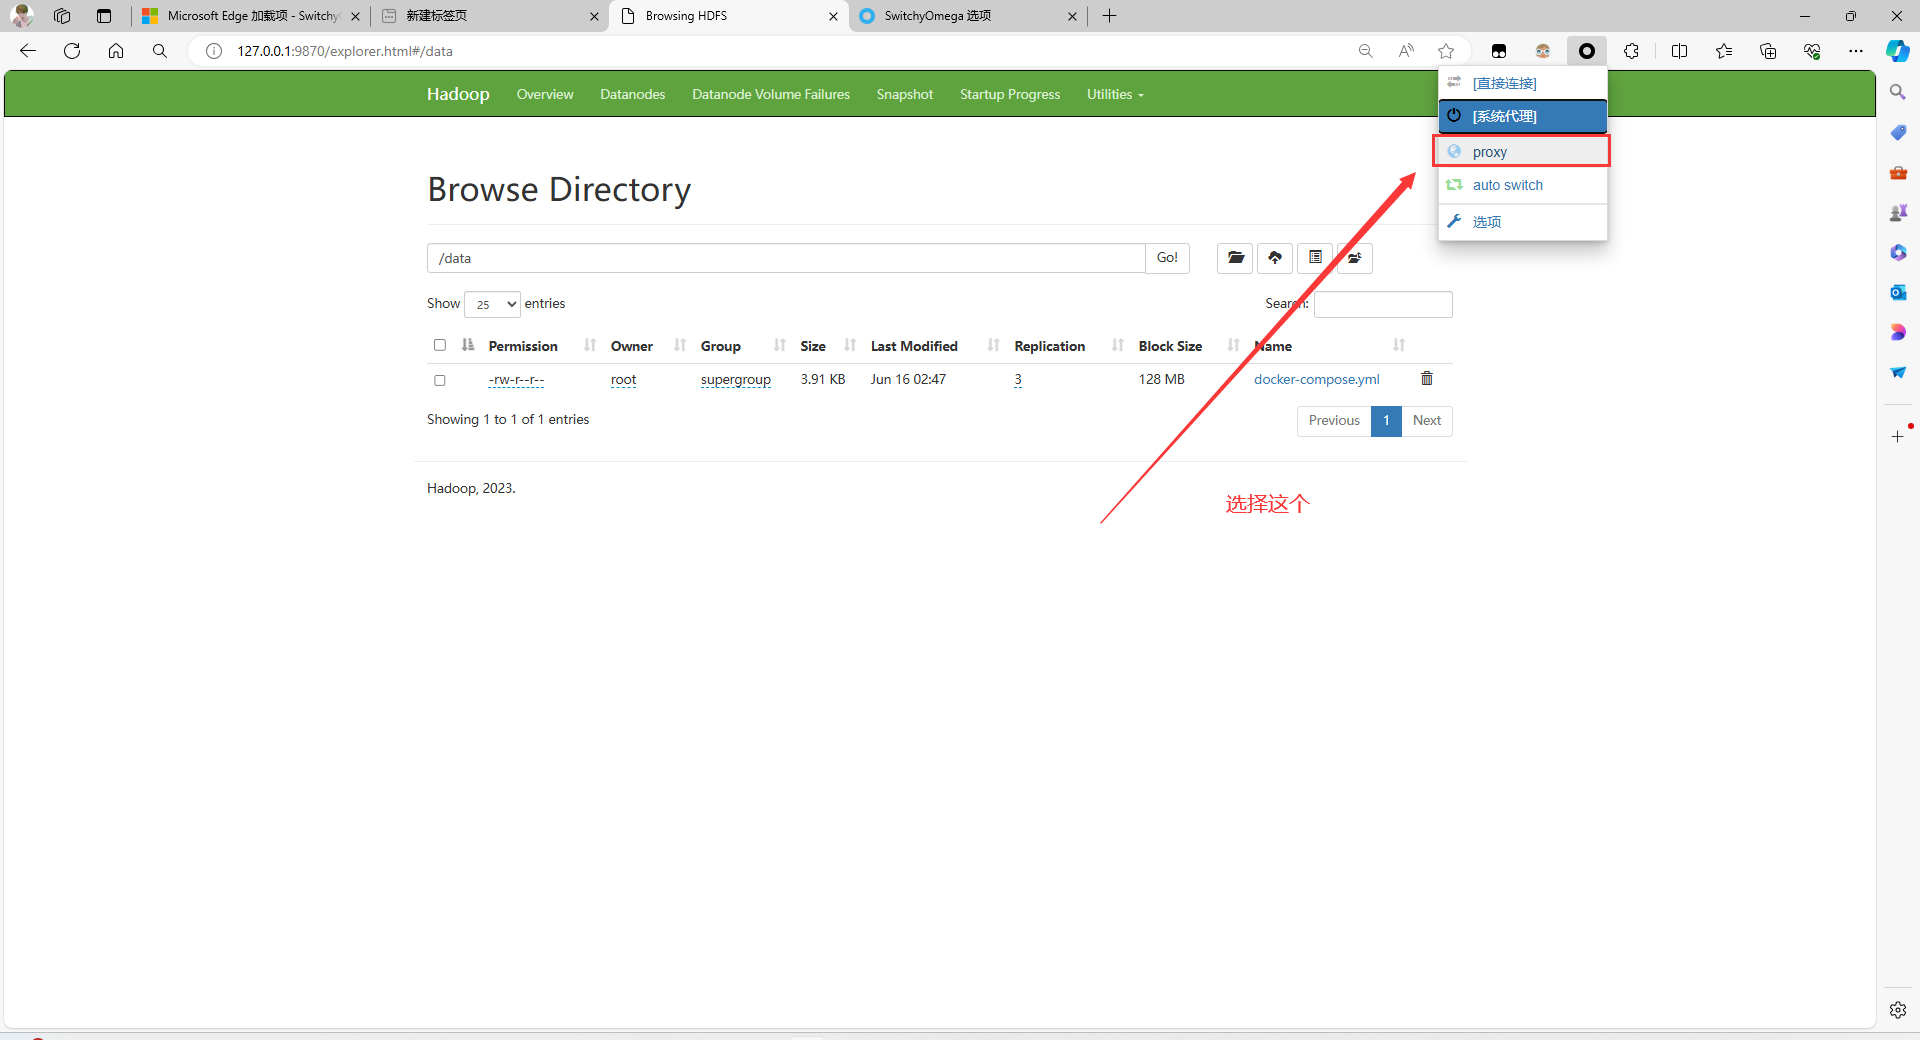 Microsoft Edge 加载项 - Switchy
新建标签页
Browsing HDFS
SwitchyOmega 选项
127.0.0.1:9870/explorer.html#/data
Hadoop
Overview
Datanodes
Datanode Volume Failures
Snapshot
Startup Progress
Utilities
[直接连接]
[系统代理]
proxy
auto switch
选项
Browse Directory
/data
Go!
Show 25 entries
Search:
Permission Owner Group Size Last Modified Replication Block Size Name
-rw-r--r-- root supergroup 3.91 KB Jun 16 02:47 3 128 MB docker-compose.yml
Showing 1 to 1 of 1 entries
Previous 1 Next
Hadoop, 2023.
选择这个